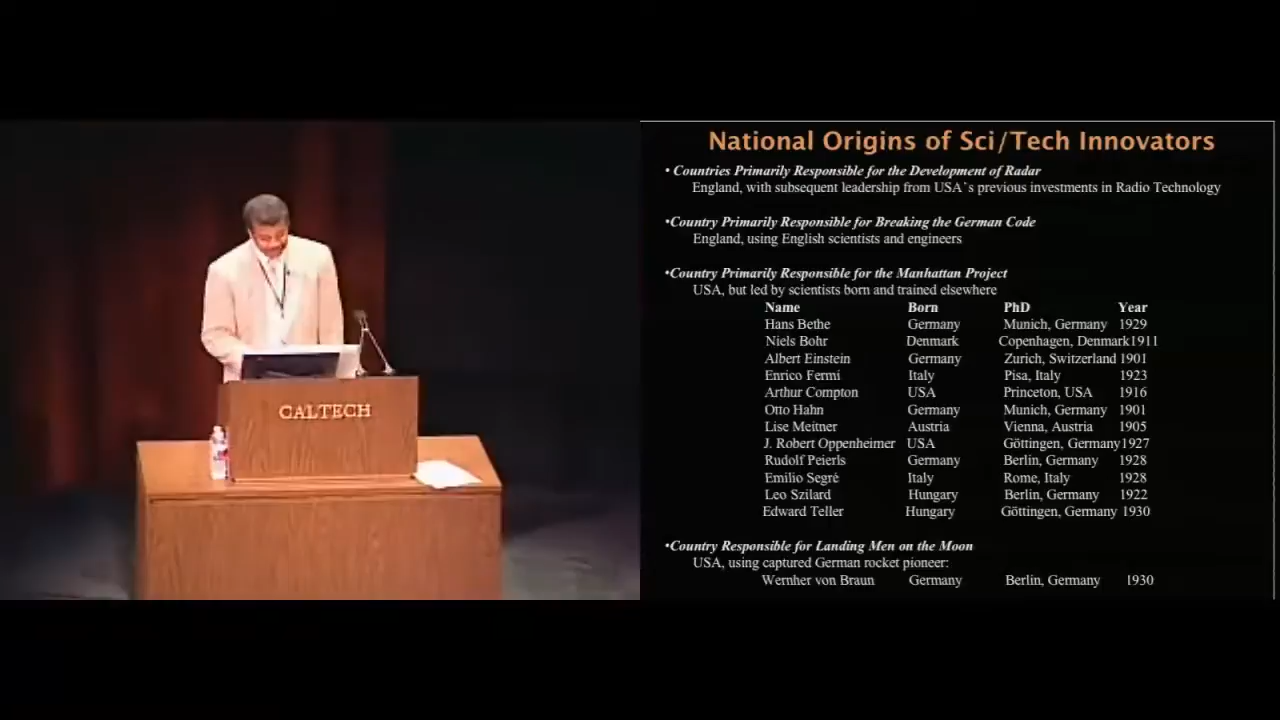 CALTECH
National Origins of Sci/Tech Innovators
• Countries Primarily Responsible for the Development of Radar
England, with subsequent leadership from USA's previous investments in Radio Technology
•Country Primarily Responsible for Breaking the German Code
England, using English scientists and engineers
•Country Primarily Responsible for the Manhattan Project
USA, but led by scientists born and trained elsewhere
Name Born PhD Year
Hans Bethe Germany Munich, Germany 1929
Niels Bohr Denmark Copenhagen, Denmark1911
Albert Einstein Germany Zurich, Switzerland 1901
Enrico Fermi Italy Pisa, Italy 1923
Arthur Compton USA Princeton, USA 1916
Otto Hahn Germany Munich, Germany 1901
Lise Meitner Austria Vienna, Austria 1905
J. Robert Oppenheimer USA Göttingen, Germany1927
Rudolf Peierls Germany Berlin, Germany 1928
Emilio Segrè Italy Rome, Italy 1928
Leo Szilard Hungary Berlin, Germany 1922
Edward Teller Hungary Göttingen, Germany 1930
•Country Responsible for Landing Men on the Moon
USA, using captured German rocket pioneer:
Wernher von Braun Germany Berlin, Germany 1930